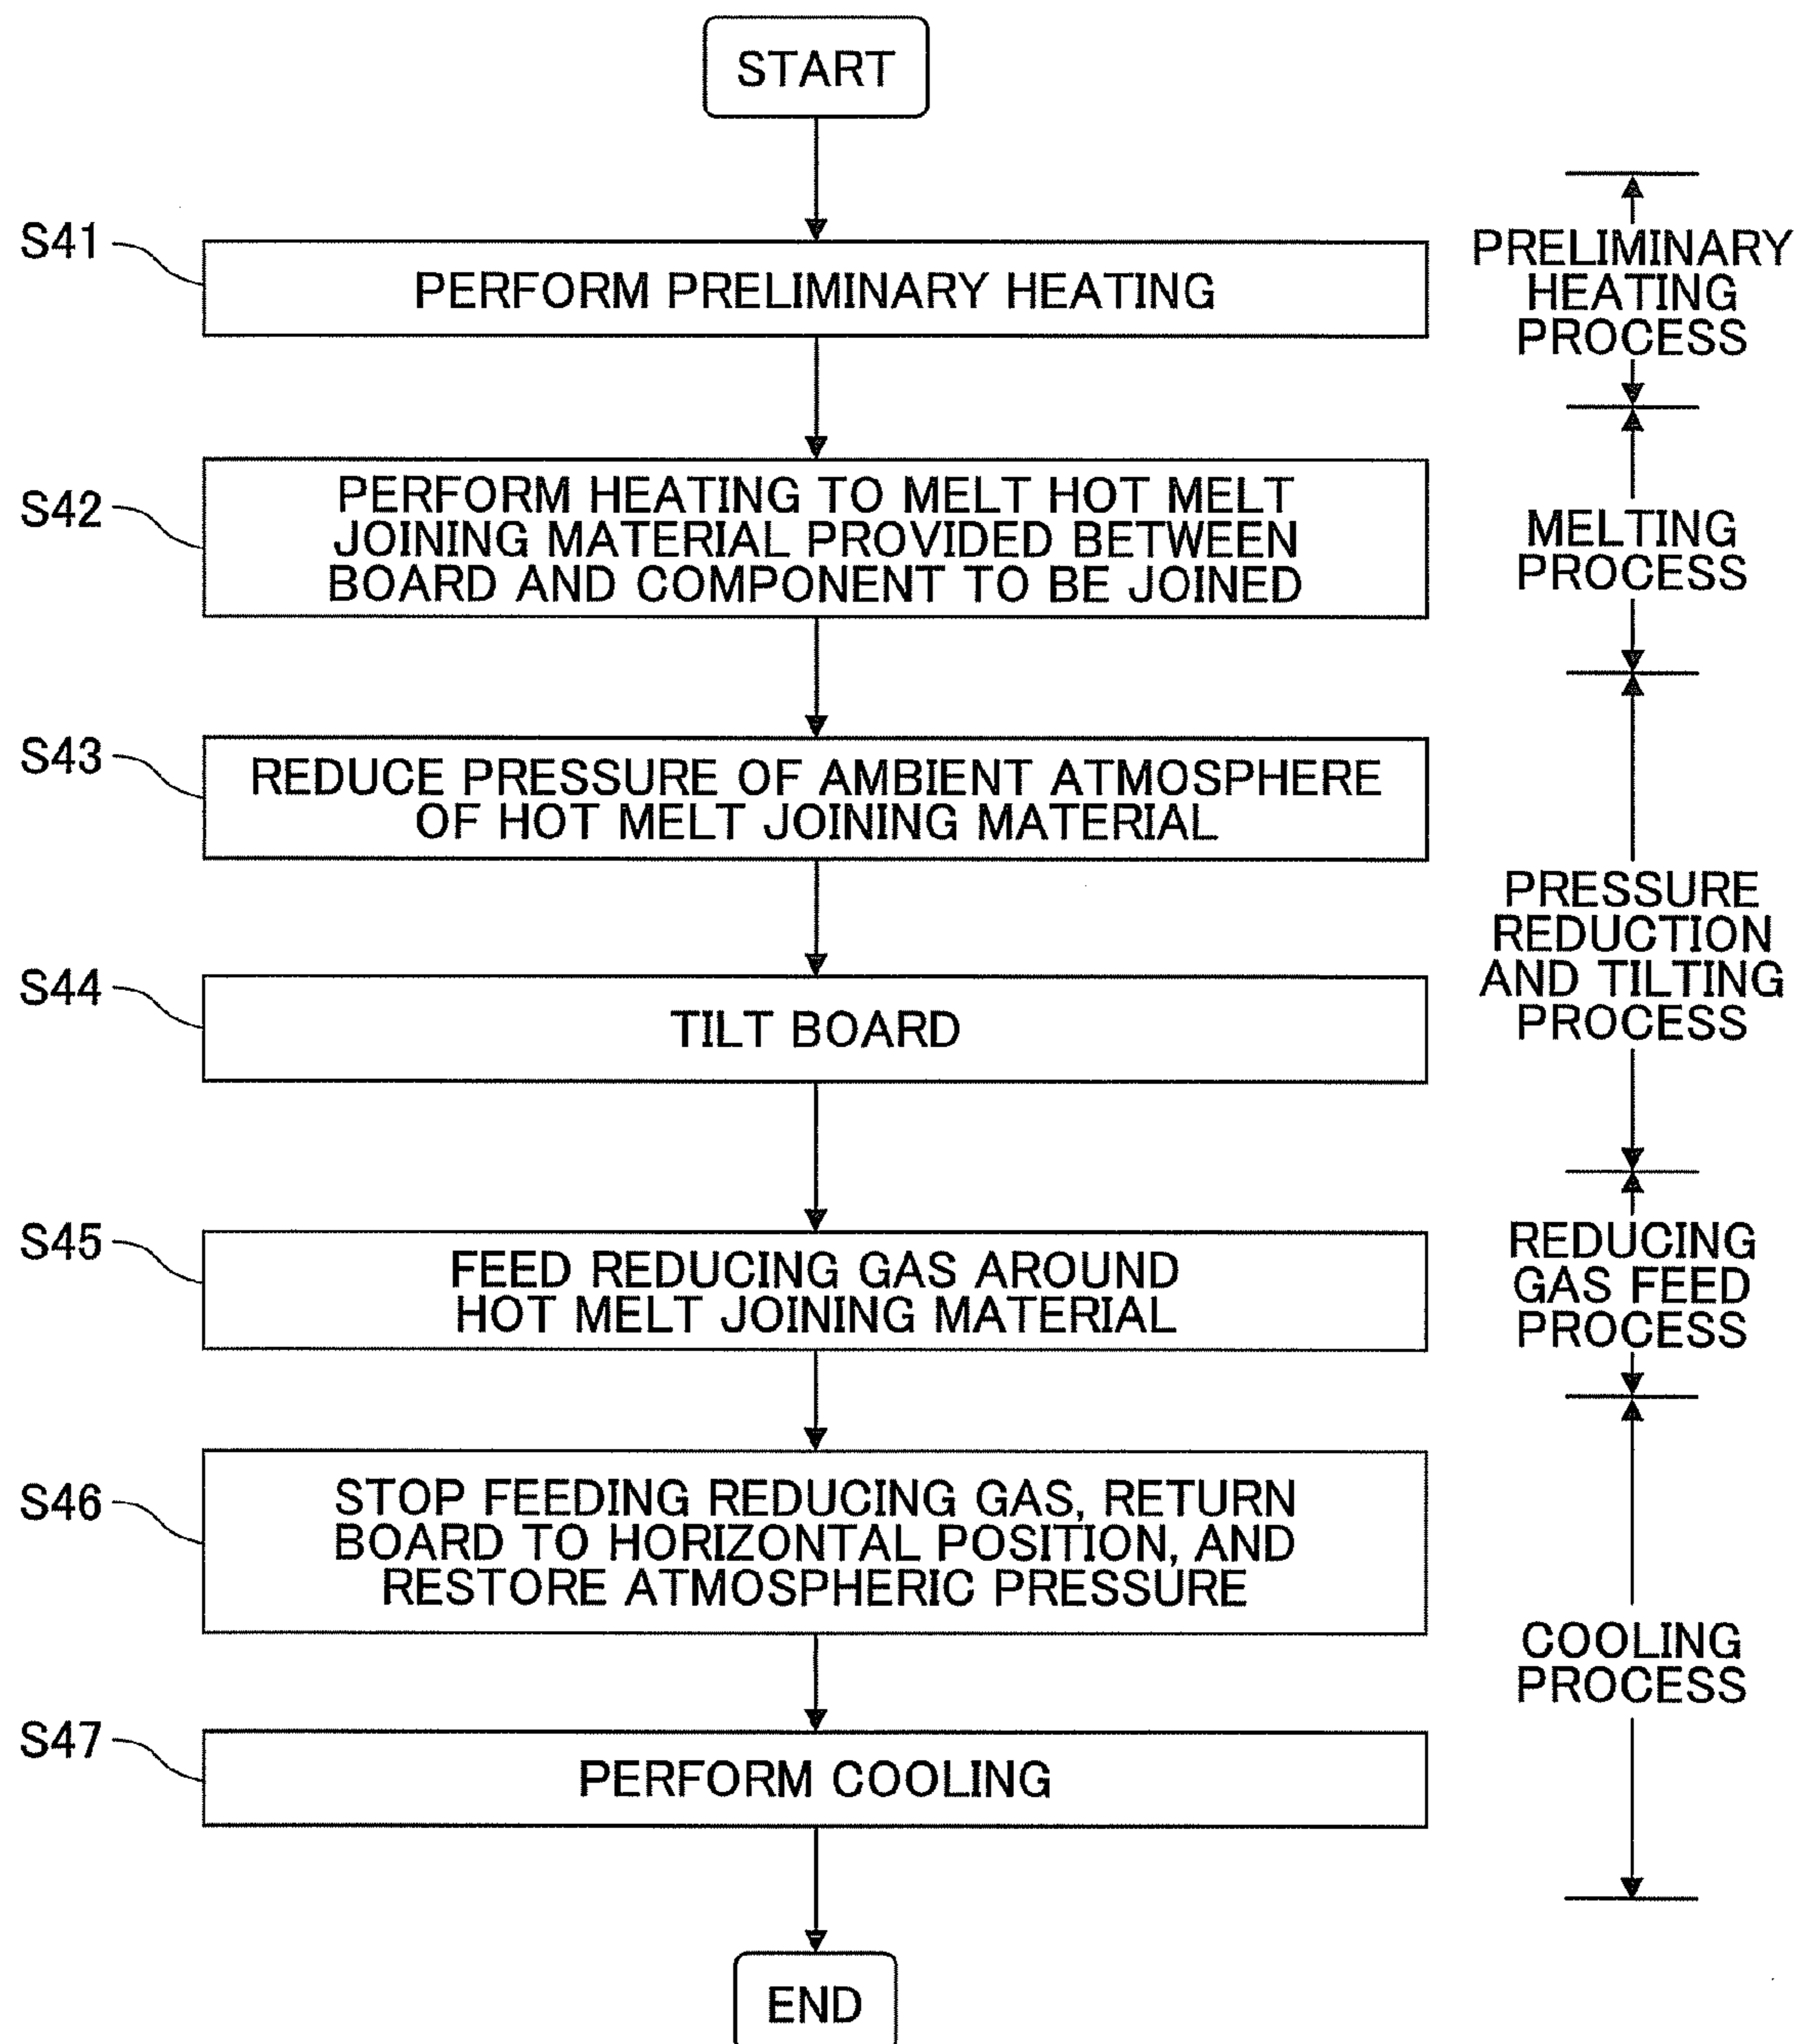 START
S41
PERFORM PRELIMINARY HEATING
PRELIMINARY
HEATING
PROCESS
S42
PERFORM HEATING TO MELT HOT MELT
JOINING MATERIAL PROVIDED BETWEEN
BOARD AND COMPONENT TO BE JOINED
MELTING
PROCESS
S43
REDUCE PRESSURE OF AMBIENT ATMOSPHERE
OF HOT MELT JOINING MATERIAL
S44
TILT BOARD
PRESSURE
REDUCTION
AND TILTING
PROCESS
S45
FEED REDUCING GAS AROUND
HOT MELT JOINING MATERIAL
REDUCING
GAS FEED
PROCESS
S46
STOP FEEDING REDUCING GAS, RETURN
BOARD TO HORIZONTAL POSITION, AND
RESTORE ATMOSPHERIC PRESSURE
S47
PERFORM COOLING
COOLING
PROCESS
END